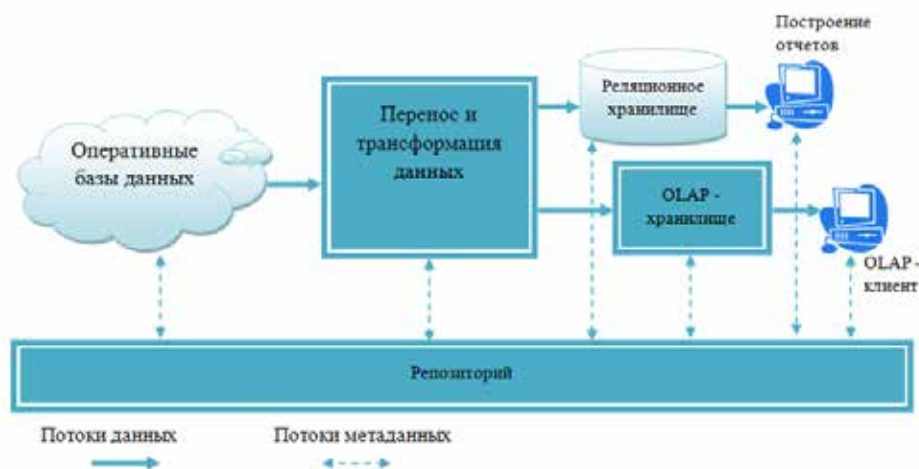 Построение
отчетов
Реляционное
хранилище
Перенос и
трансформация
данных
Оперативные
базы данных
OLAP -
хранилище
OLAP -
клиент
Репозиторий
Потоки данных
Потоки метаданных